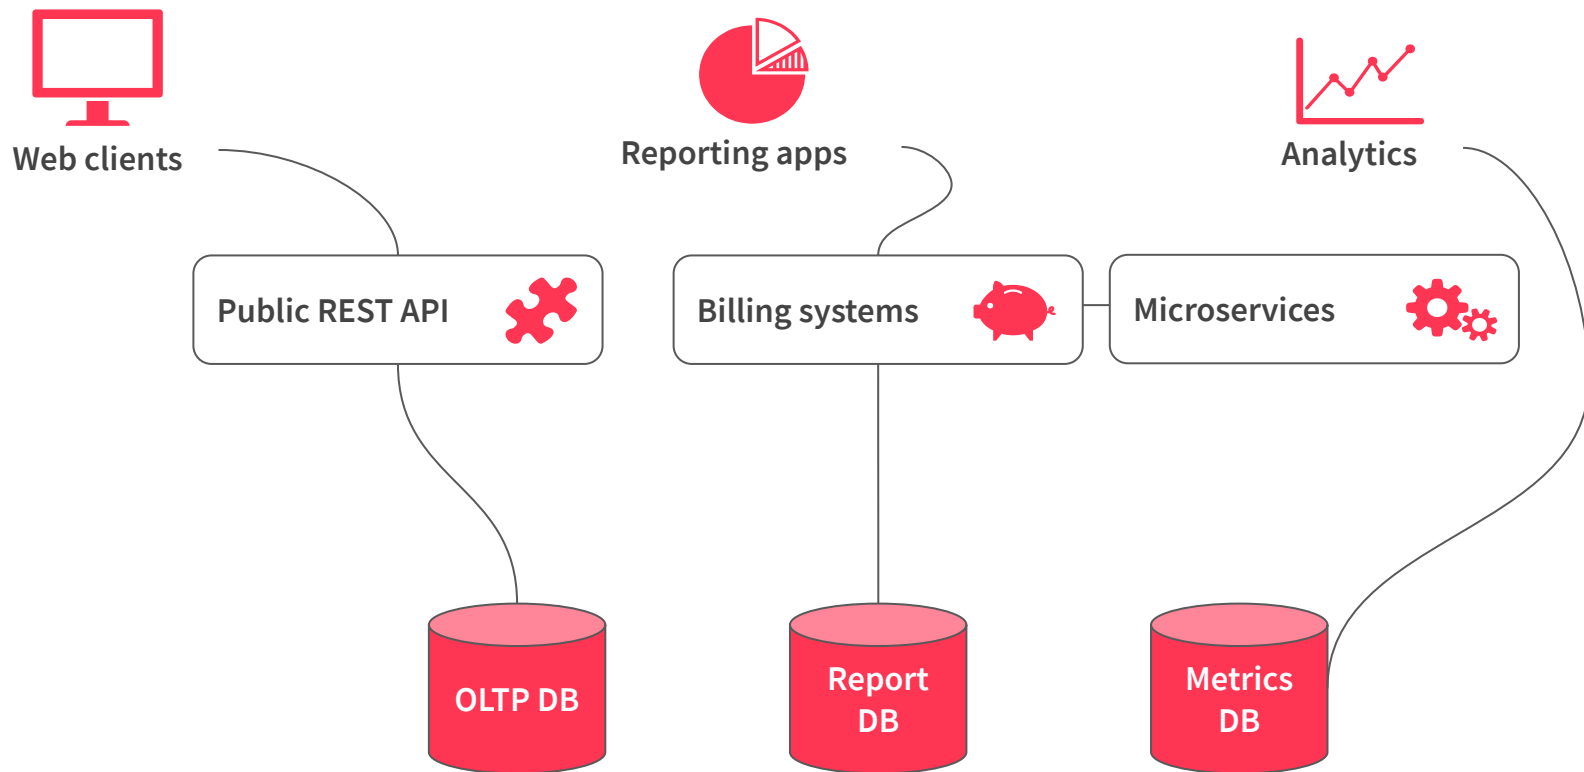 Web clients
Reporting apps
Analytics
Public REST API
Billing systems
Microservices
OLTP DB
Report
DB
Metrics
DB